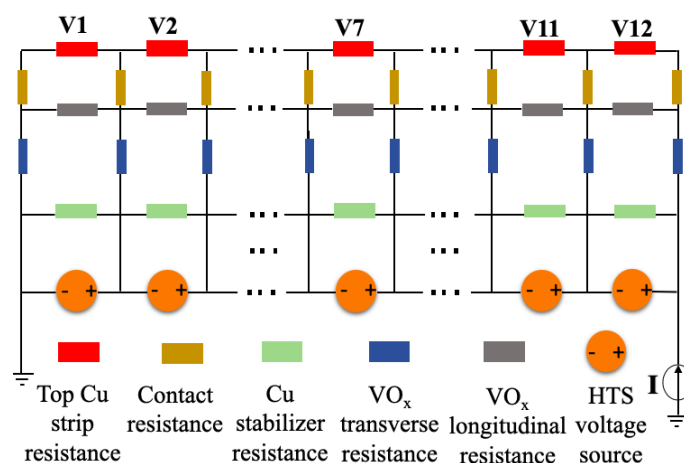 V1 V2 V7 V11 V12
- + - + - + - + - +
- +
I
Top Cu
strip
resistance
Contact
resistance
Cu
stabilizer
resistance
VOₓ
transverse
resistance
VOₓ
longitudinal
resistance
HTS
voltage
source